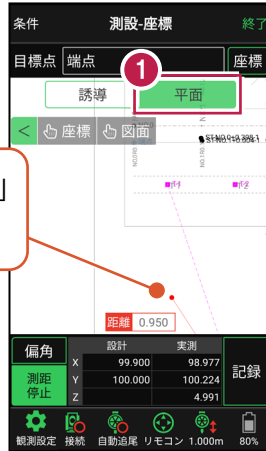 条件 測設-座標 終了
目標点 端点 座標
1
誘導 平面
< 座標 図面
」
T-1 T-2
距離 0.950
偏角 設計 実測
X 99.900 98.977
測距停止 Y 100.000 100.224 記録
Z 4.991
観測設定 接続 自動追尾 リモコン 1.000m 80%